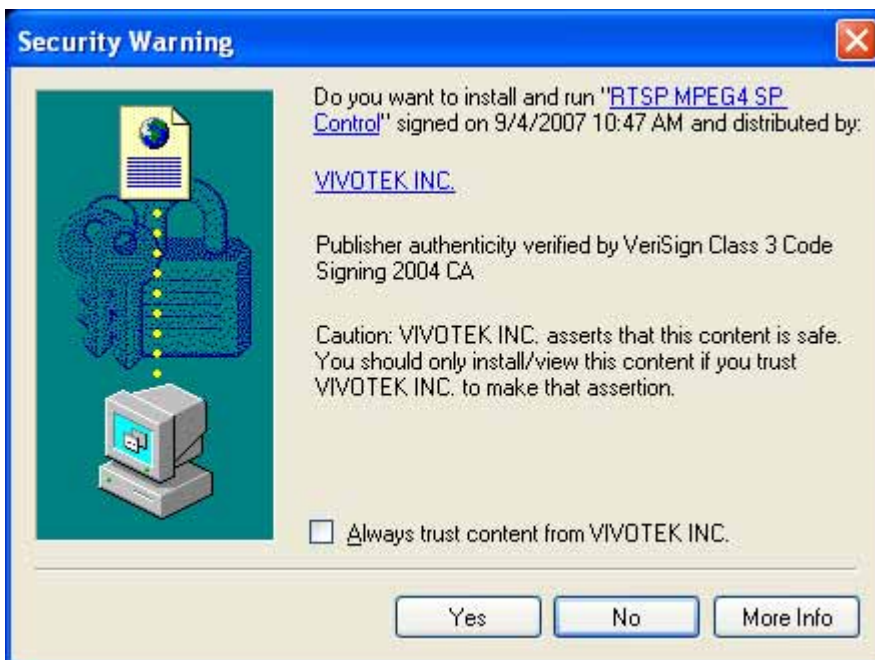 Security Warning
Do you want to install and run "RTSP MPEG4 SP
Control" signed on 9/4/2007 10:47 AM and distributed by:
VIVOTEK INC.
Publisher authenticity verified by VeriSign Class 3 Code
Signing 2004 CA
Caution: VIVOTEK INC. asserts that this content is safe.
You should only install/view this content if you trust
VIVOTEK INC. to make that assertion.
Always trust content from VIVOTEK INC.
Yes
No
More Info